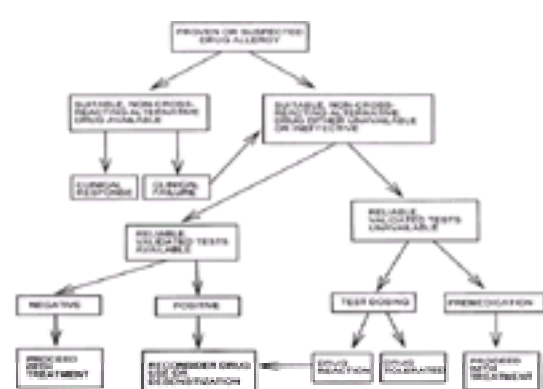 PROVEN OR SUSPECTED
DRUG ALLERGY
SUITABLE, NON-CROSS-
REACTING ALTERNATIVE
DRUG AVAILABLE
SUITABLE, NON-CROSS-
REACTING ALTERNATIVE
DRUG EITHER UNAVAILABLE
OR INEFFECTIVE
CLINICAL
RESPONSE
CLINICAL
FAILURE
RELIABLE,
VALIDATED TESTS
AVAILABLE
RELIABLE,
VALIDATED TESTS
UNAVAILABLE
NEGATIVE
POSITIVE
TEST DOSING
PREMEDICATION
PROCEED
WITH
TREATMENT
RECONSIDER DRUG
USE OR
DESENSITIZATION
DRUG
REACTION
DRUG
TOLERATED
PROCEED
WITH
TREATMENT